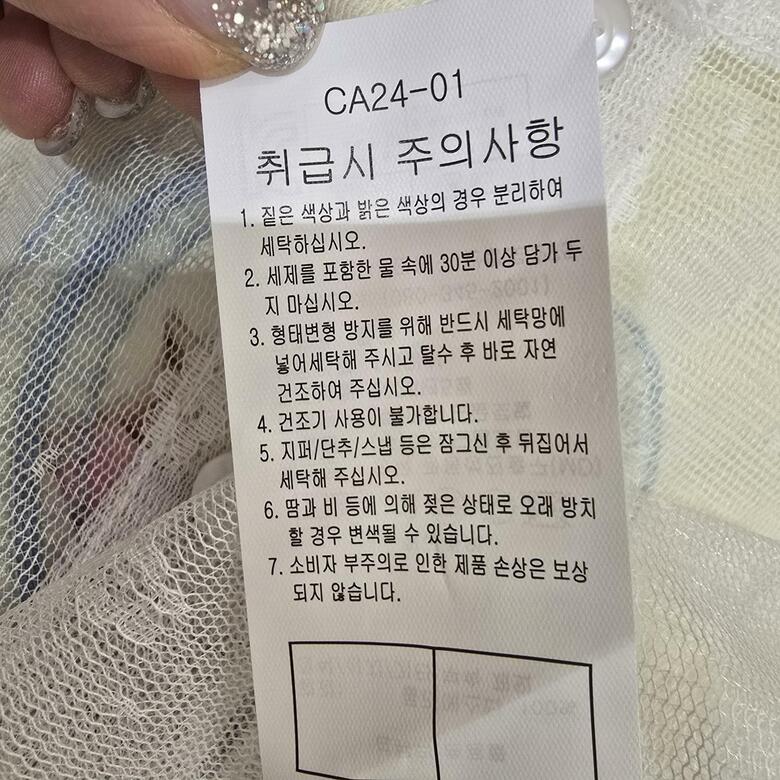 CA24-01
취급시 주의사항
1. 짙은 색상과 밝은 색상의 경우 분리하여
세탁하십시오.
2. 세제를 포함한 물 속에 30분 이상 담가 두
지 마십시오.
3. 형태변형 방지를 위해 반드시 세탁망에
넣어세탁해 주시고 탈수 후 바로 자연
건조하여 주십시오.
4. 건조기 사용이 불가합니다.
5. 지퍼/단추/스냅 등은 잠그신 후 뒤집어서
세탁해 주십시오.
6. 땀과 비 등에 의해 젖은 상태로 오래 방치
할 경우 변색될 수 있습니다.
7. 소비자 부주의로 인한 제품 손상은 보상
되지 않습니다.